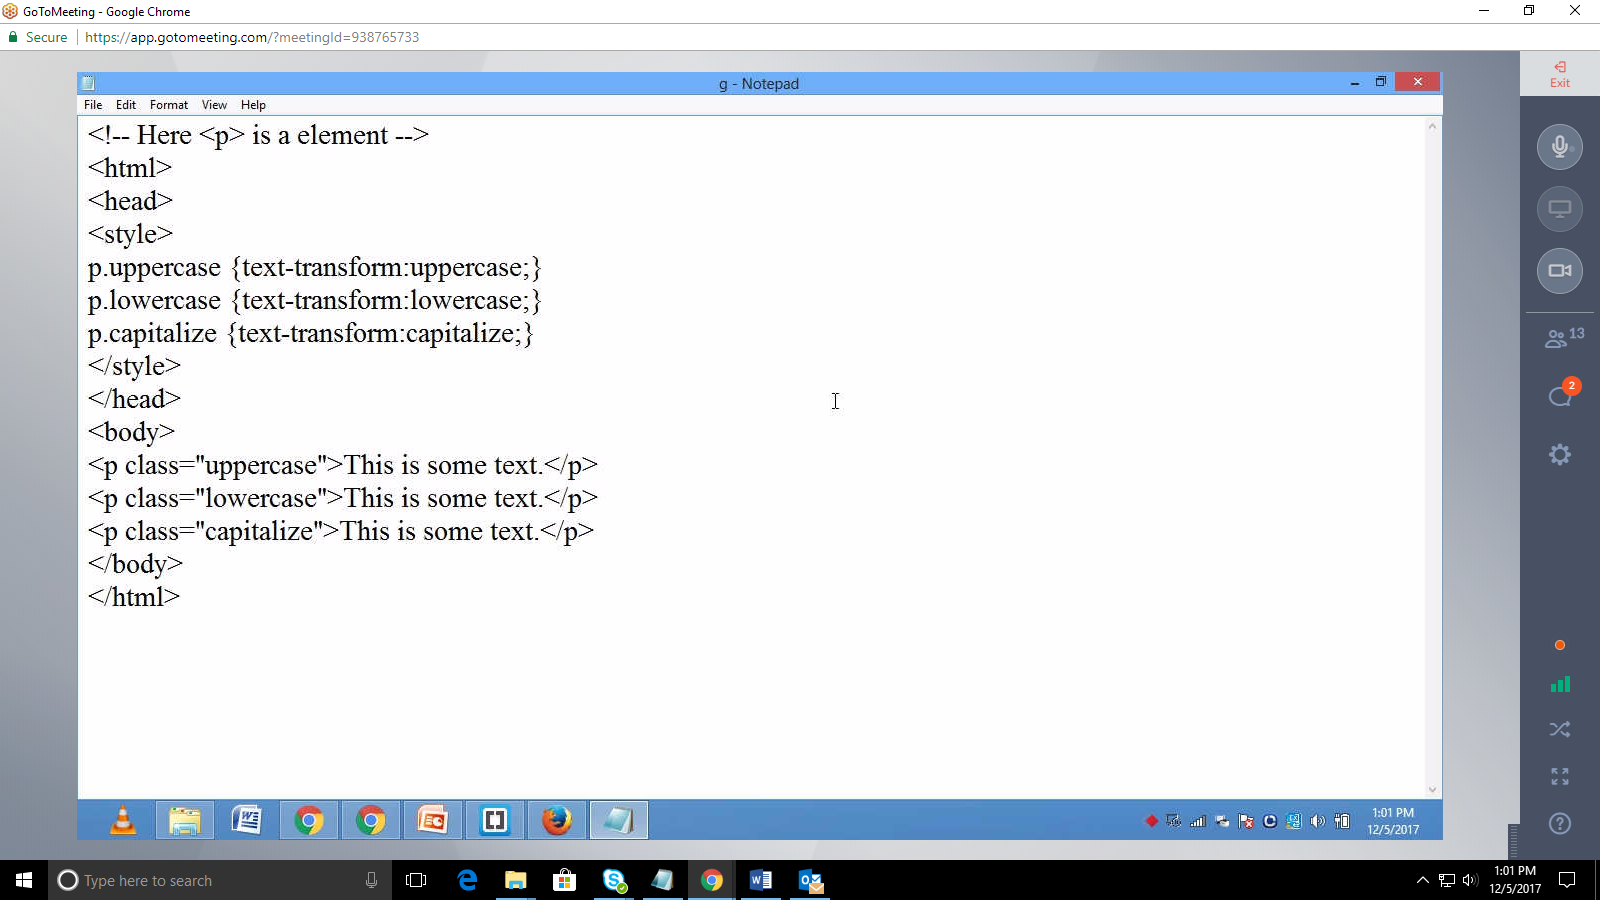 GoToMeeting - Google Chrome
Secure https://app.gotomeeting.com/?meetingId=938765733
Exit
g - Notepad
File Edit Format View Help
<!-- Here <p> is a element -->
<html>
<head>
<style>
p.uppercase {text-transform:uppercase;}
p.lowercase {text-transform:lowercase;}
p.capitalize {text-transform:capitalize;}
</style>
</head>
<body>
<p class="uppercase">This is some text.</p>
<p class="lowercase">This is some text.</p>
<p class="capitalize">This is some text.</p>
</body>
</html>
13
2
1:01 PM
12/5/2017
Type here to search
1:01 PM
12/5/2017